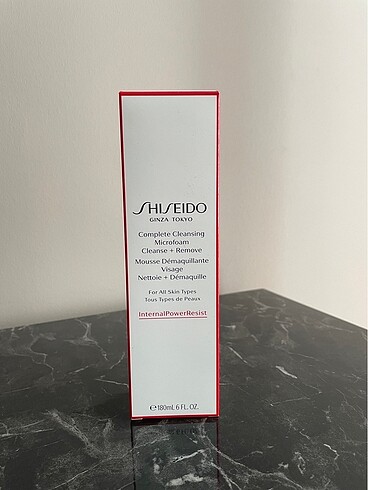 SHISEIDO
GINZA TOKYO
Complete Cleansing
Microfoam
Cleanse + Remove
Mousse Démaquillante
Visage
Nettoie + Démaquille
For All Skin Types
Tous Types de Peaux
InternalPowerResist
℮180mL 6 FL. OZ.